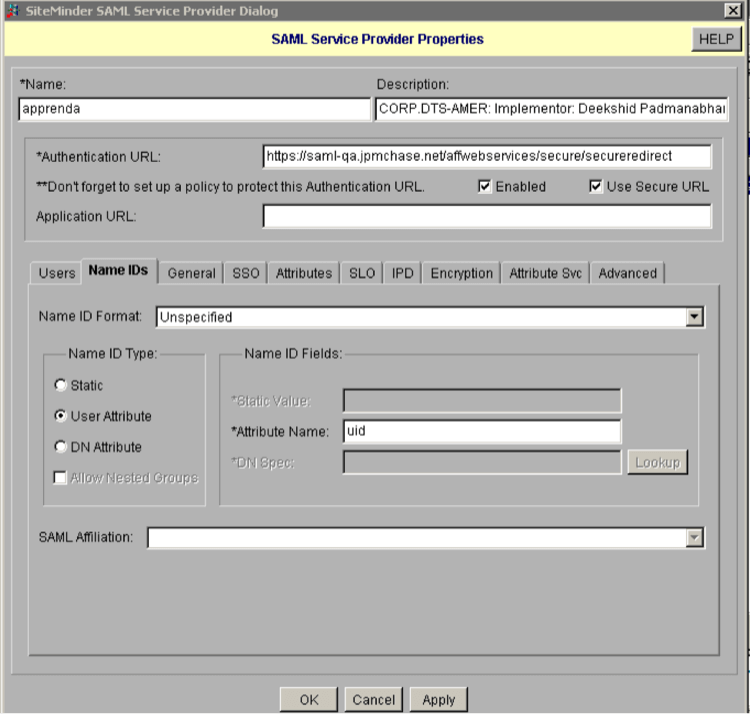 SiteMinder SAML Service Provider Dialog
SAML Service Provider Properties
HELP
*Name: Description:
apprenda CORP.DTS-AMER: Implementor: Deekshid Padmanabhai
*Authentication URL: https://saml-qa.jpmchase.net/affwebservices/secure/secureredirect
**Don't forget to set up a policy to protect this Authentication URL. Enabled Use Secure URL
Application URL:
Users Name IDs General SSO Attributes SLO IPD Encryption Attribute Svc Advanced
Name ID Format: Unspecified
Name ID Type: Name ID Fields:
Static
*Static Value:
User Attribute
*Attribute Name: uid
DN Attribute
*DN Spec: Lookup
Allow Nested Groups
SAML Affiliation:
OK Cancel Apply